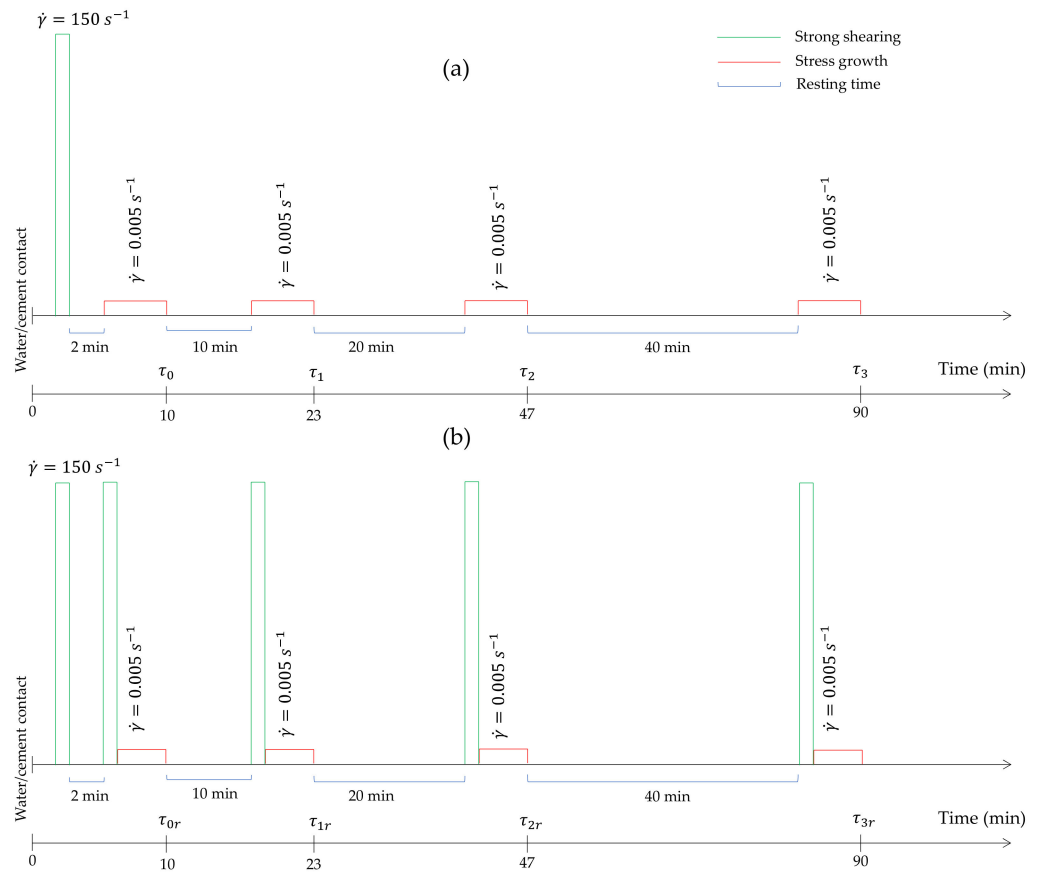 γ̇ = 150 s⁻¹
Strong shearing
Stress growth
Resting time
(a)
γ̇ = 0.005 s⁻¹
γ̇ = 0.005 s⁻¹
γ̇ = 0.005 s⁻¹
γ̇ = 0.005 s⁻¹
Water/cement contact
2 min
10 min
20 min
40 min
τ₀
τ₁
τ₂
τ₃
Time (min)
0
10
23
47
90
(b)
γ̇ = 150 s⁻¹
γ̇ = 0.005 s⁻¹
γ̇ = 0.005 s⁻¹
γ̇ = 0.005 s⁻¹
γ̇ = 0.005 s⁻¹
Water/cement contact
2 min
10 min
20 min
40 min
τ₀ᵣ
τ₁ᵣ
τ₂ᵣ
τ₃ᵣ
Time (min)
0
10
23
47
90